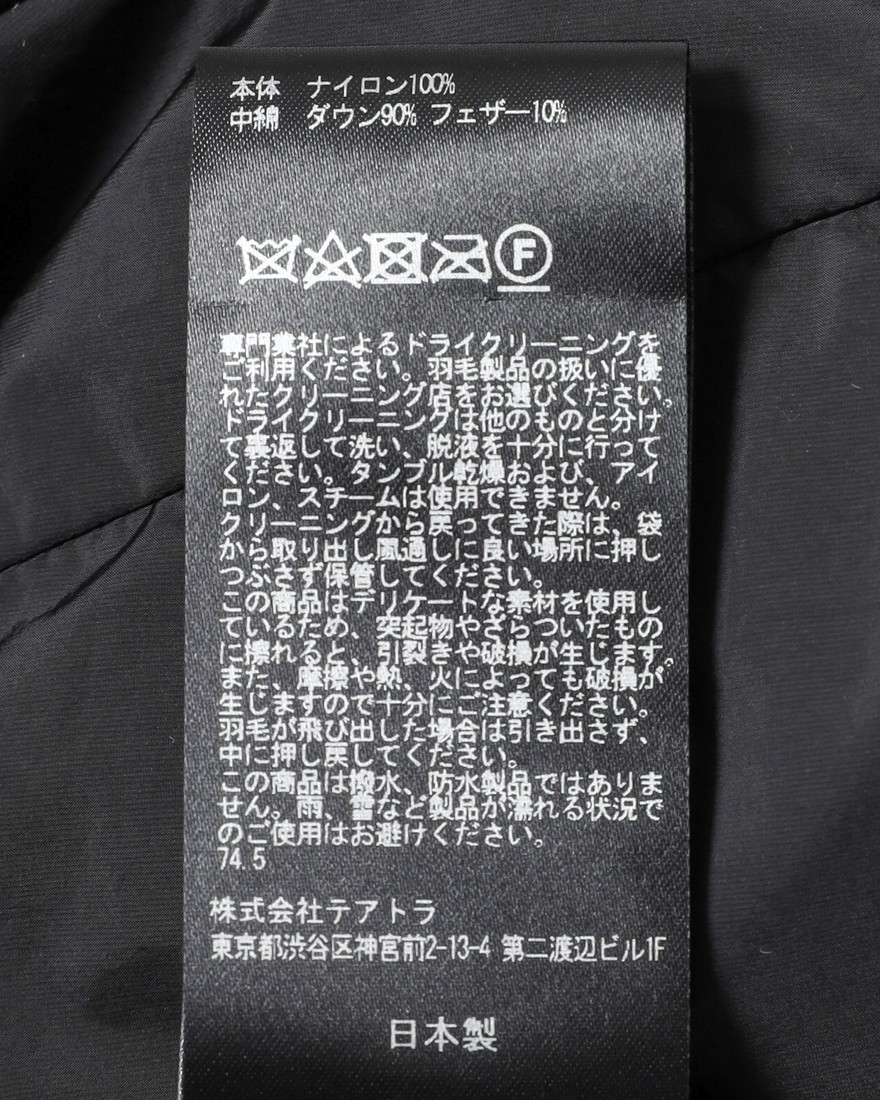 本体 ナイロン100%
中綿 ダウン90% フェザー10%
F
専門業社によるドライクリーニングを
ご利用ください。羽毛製品の扱いに優
れたクリーニング店をお選びください。
ドライクリーニングは他のものと分け
て裏返して洗い、脱液を十分に行って
ください。タンブル乾燥および、アイ
ロン、スチームは使用できません。
クリーニングから戻ってきた際は、袋
から取り出し風通しに良い場所に押し
つぶさず保管してください。
この商品はデリケートな素材を使用し
ているため、突起物やざらついたもの
に擦れると、引裂きや破損が生じます。
また、摩擦や熱、火によっても破損が
生じますので十分にご注意ください。
羽毛が飛び出した場合は引き出さず、
中に押し戻してください。
この商品は撥水、防水製品ではありま
せん。雨、雪など製品が濡れる状況で
のご使用はお避けください。
74.5
株式会社テアトラ
東京都渋谷区神宮前2-13-4 第二渡辺ビル1F
日本製